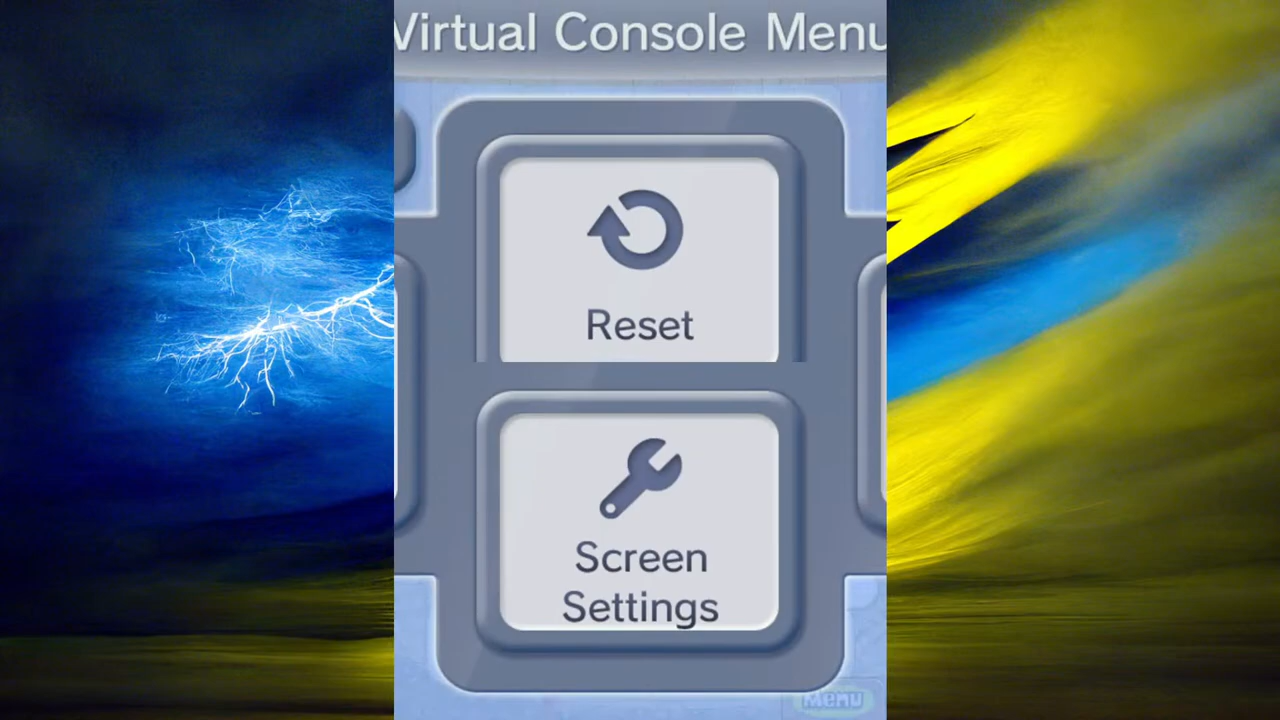 Virtual Console Menu
Reset
Screen
Settings
Menu